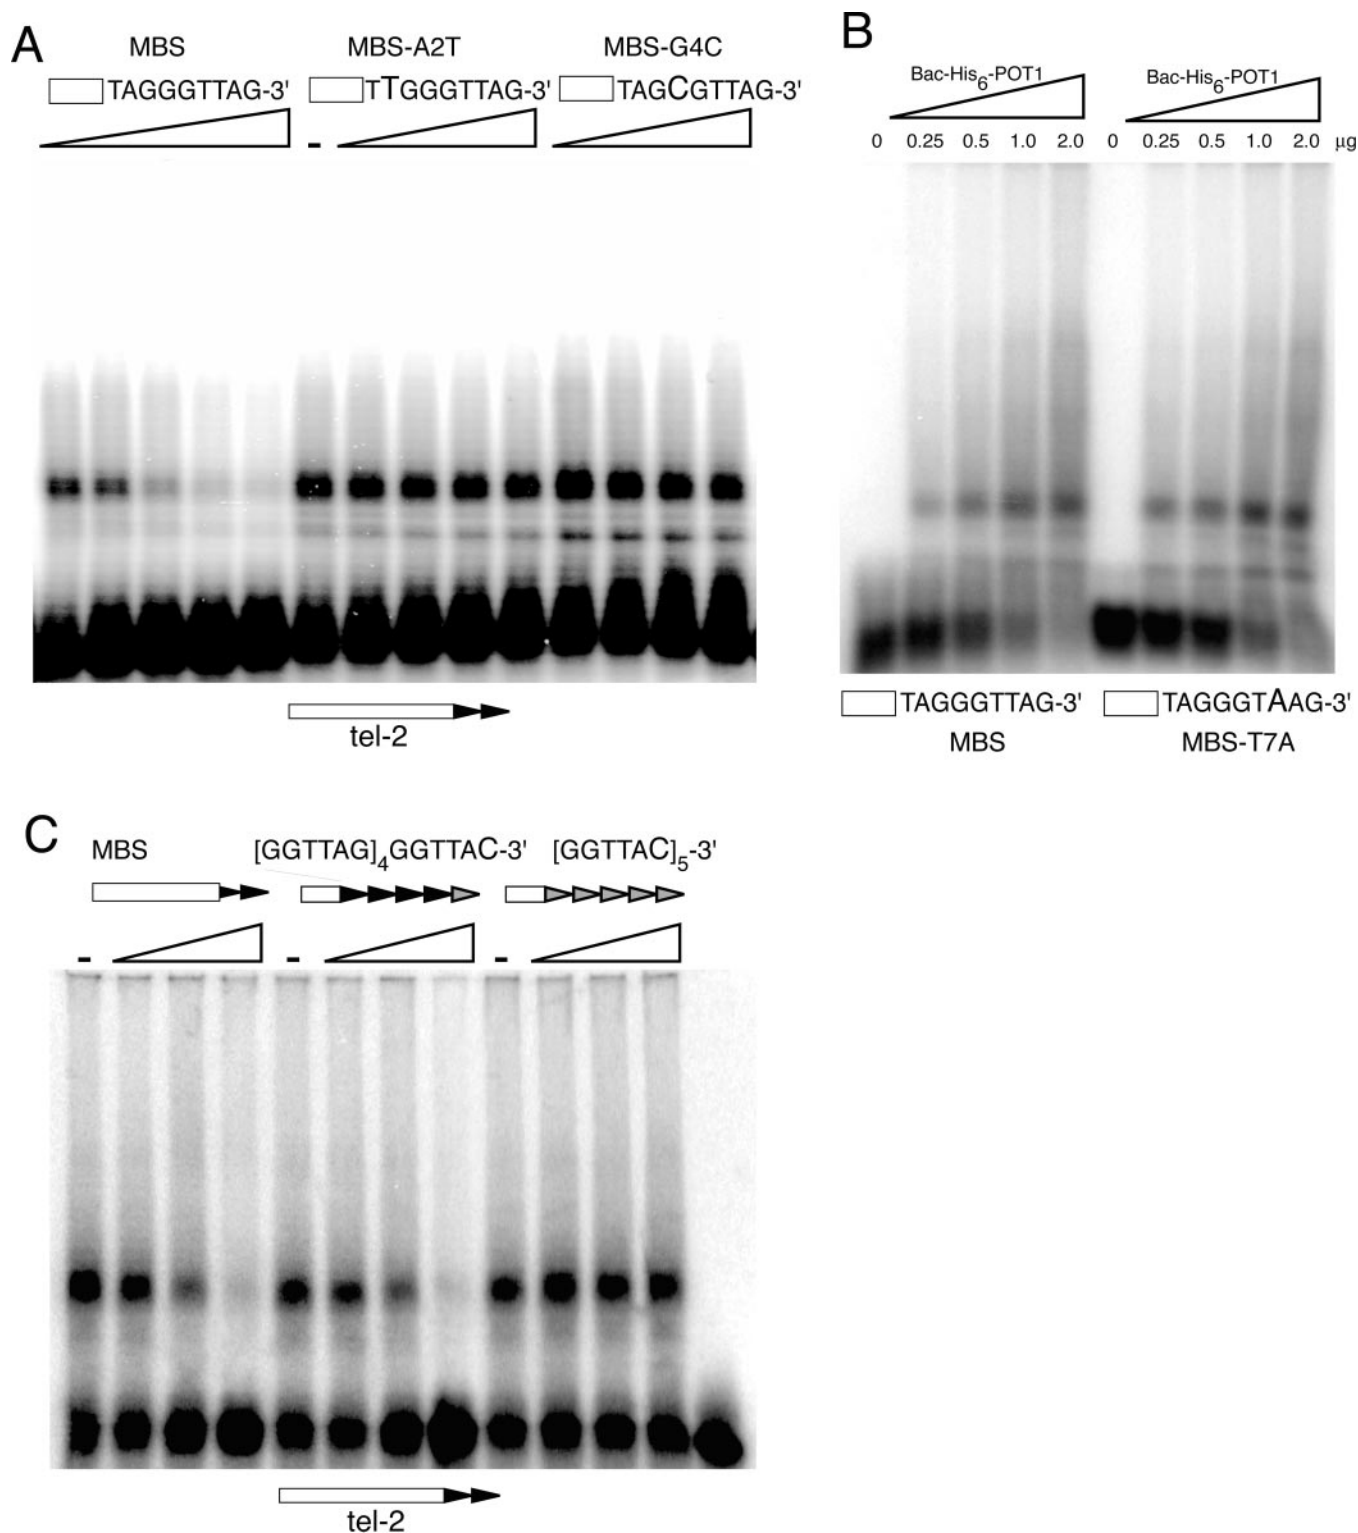 A
MBS MBS-A2T MBS-G4C
TAGGGTTAG-3' TTGGGTTAG-3' TAGCGTTAG-3'
-
tel-2
B
Bac-His6-POT1 Bac-His6-POT1
0 0.25 0.5 1.0 2.0 0 0.25 0.5 1.0 2.0 μg
TAGGGTTAG-3' TAGGGTAAG-3'
MBS MBS-T7A
C
MBS [GGTTAG]4GGTTAC-3' [GGTTAC]5-3'
- - -
tel-2